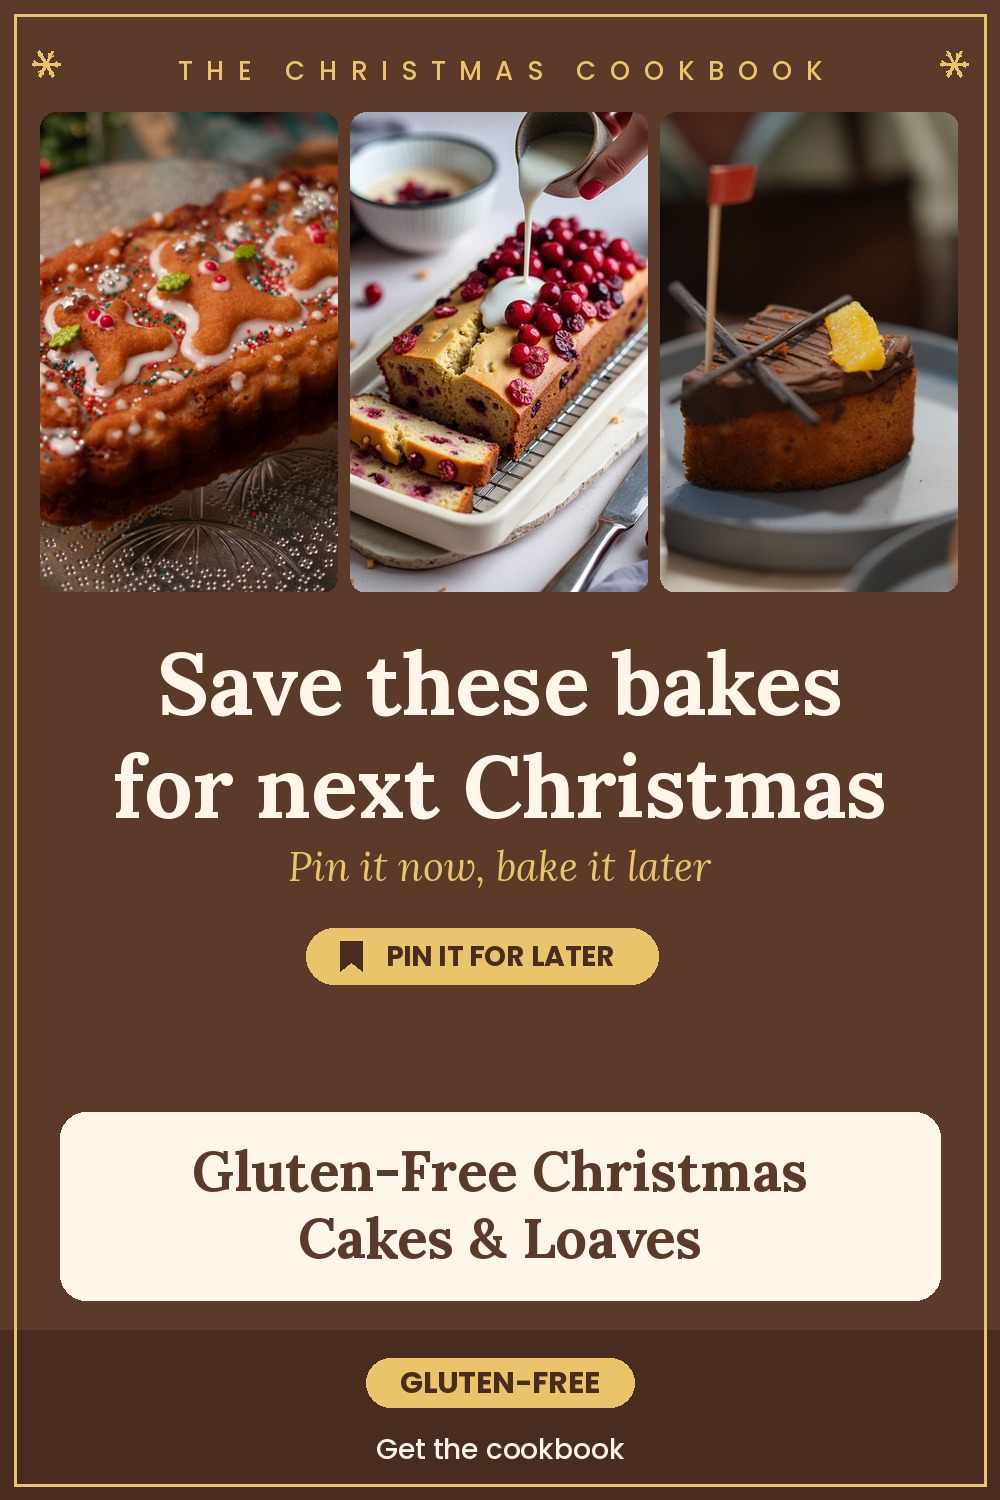 THE CHRISTMAS COOKBOOK
Save these bakes
for next Christmas
Pin it now, bake it later
PIN IT FOR LATER
Gluten-Free Christmas
Cakes & Loaves
GLUTEN-FREE
Get the cookbook